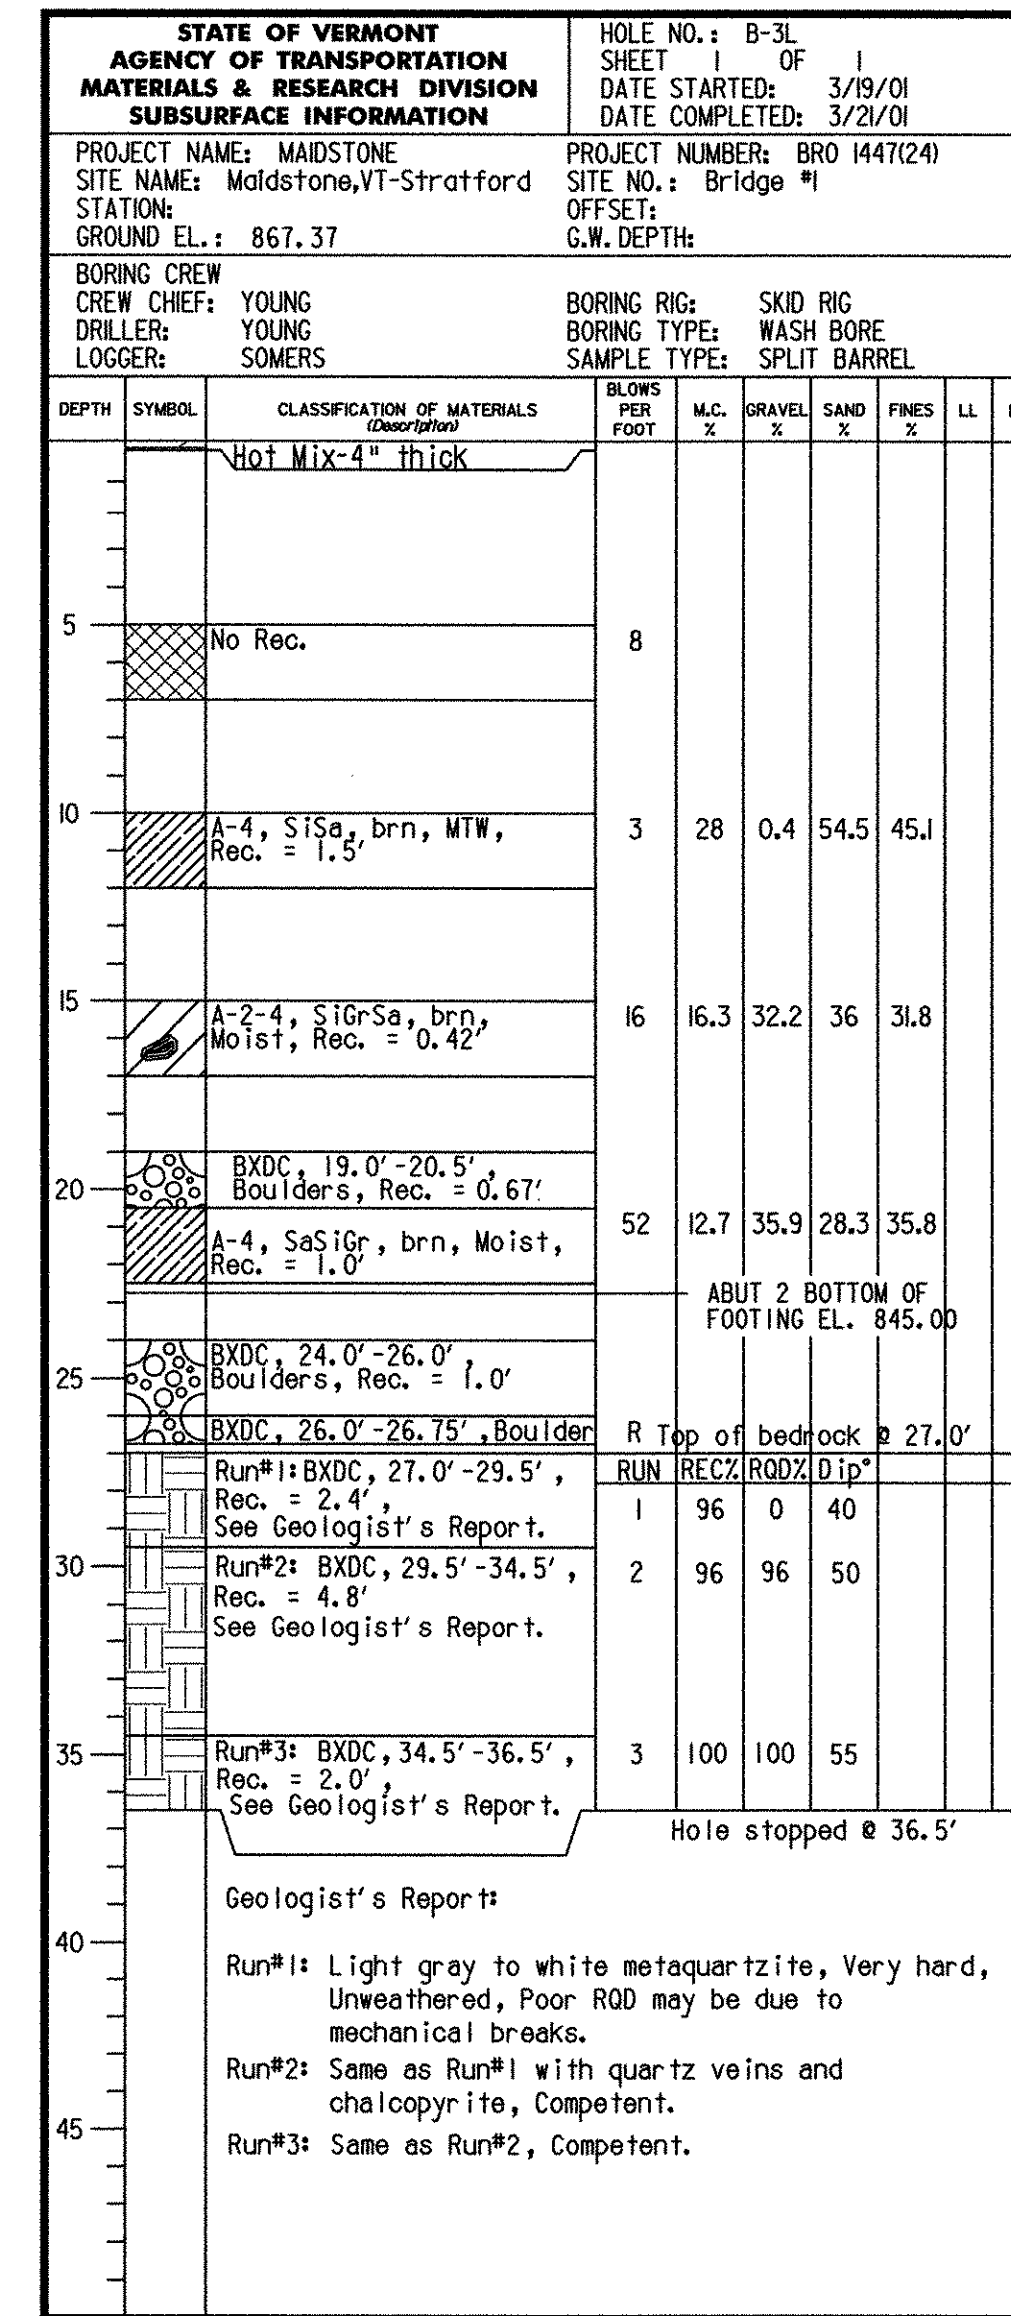 STATE OF VERMONT
AGENCY OF TRANSPORTATION
MATERIALS & RESEARCH DIVISION
SUBSURFACE INFORMATION
HOLE NO.: B-3L
SHEET 1 OF 1
DATE STARTED: 3/19/01
DATE COMPLETED: 3/21/01
PROJECT NAME: MAIDSTONE
SITE NAME: Maidstone,VT-Stratford
STATION:
GROUND EL.: 867.37
PROJECT NUMBER: BRO 1447(24)
SITE NO.: Bridge #1
OFFSET:
G.W. DEPTH:
BORING CREW
CREW CHIEF: YOUNG
DRILLER: YOUNG
LOGGER: SOMERS
BORING RIG: SKID RIG
BORING TYPE: WASH BORE
SAMPLE TYPE: SPLIT BARREL
DEPTH SYMBOL CLASSIFICATION OF MATERIALS (Description) BLOWS PER FOOT M.C. % GRAVEL % SAND % FINES % LL
Hot Mix-4" thick
5 No Rec. 8
10 A-4, SiSa, brn, MTW, 3 28 0.4 54.5 45.1
Rec. = 1.5'
15 A-2-4, SiGrSa, brn, 16 16.3 32.2 36 31.8
Moist, Rec. = 0.42'
BXDC, 19.0'-20.5',
20 Boulders, Rec. = 0.67'
52 12.7 35.9 28.3 35.8
A-4, SaSiGr, brn, Moist,
Rec. = 1.0'
ABUT 2 BOTTOM OF
FOOTING EL. 845.00
BXDC, 24.0'-26.0',
25 Boulders, Rec. = 1.0'
BXDC, 26.0'-26.75',Boulder R Top of bedrock @ 27.0'
RUN REC% RQD% Dip°
Run#1: BXDC, 27.0'-29.5',
Rec. = 2.4', 1 96 0 40
See Geologist's Report.
30 Run#2: BXDC, 29.5'-34.5', 2 96 96 50
Rec. = 4.8'
See Geologist's Report.
35 Run#3: BXDC, 34.5'-36.5', 3 100 100 55
Rec. = 2.0',
See Geologist's Report.
Hole stopped @ 36.5'
Geologist's Report:
40
Run#1: Light gray to white metaquartzite, Very hard,
Unweathered, Poor RQD may be due to
mechanical breaks.
Run#2: Same as Run#1 with quartz veins and
chalcopyrite, Competent.
45
Run#3: Same as Run#2, Competent.